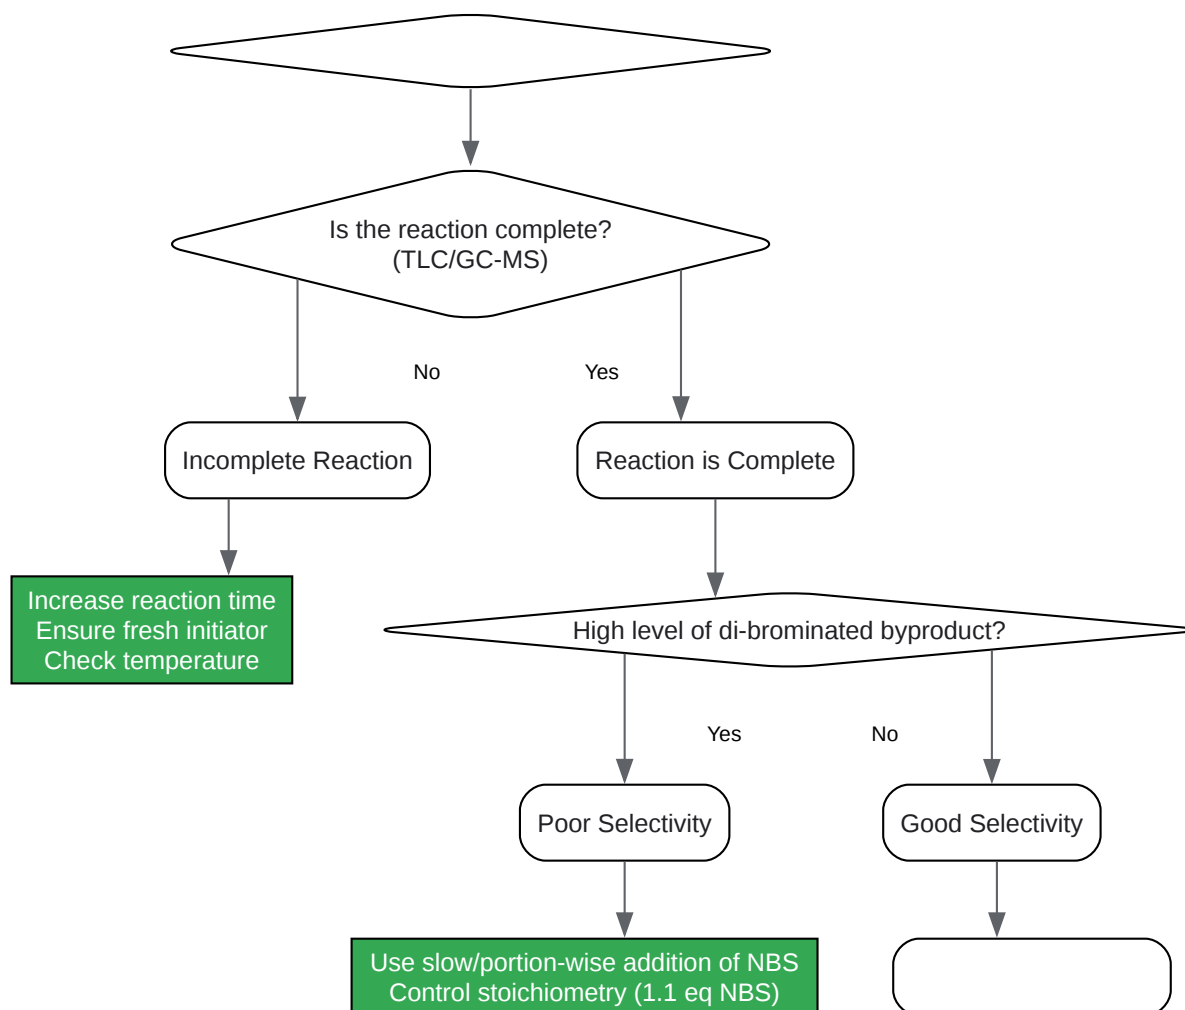 Is the reaction complete?
(TLC/GC-MS)
No
Yes
Incomplete Reaction
Reaction is Complete
Increase reaction time
Ensure fresh initiator
Check temperature
High level of di-brominated byproduct?
Yes
No
Poor Selectivity
Good Selectivity
Use slow/portion-wise addition of NBS
Control stoichiometry (1.1 eq NBS)